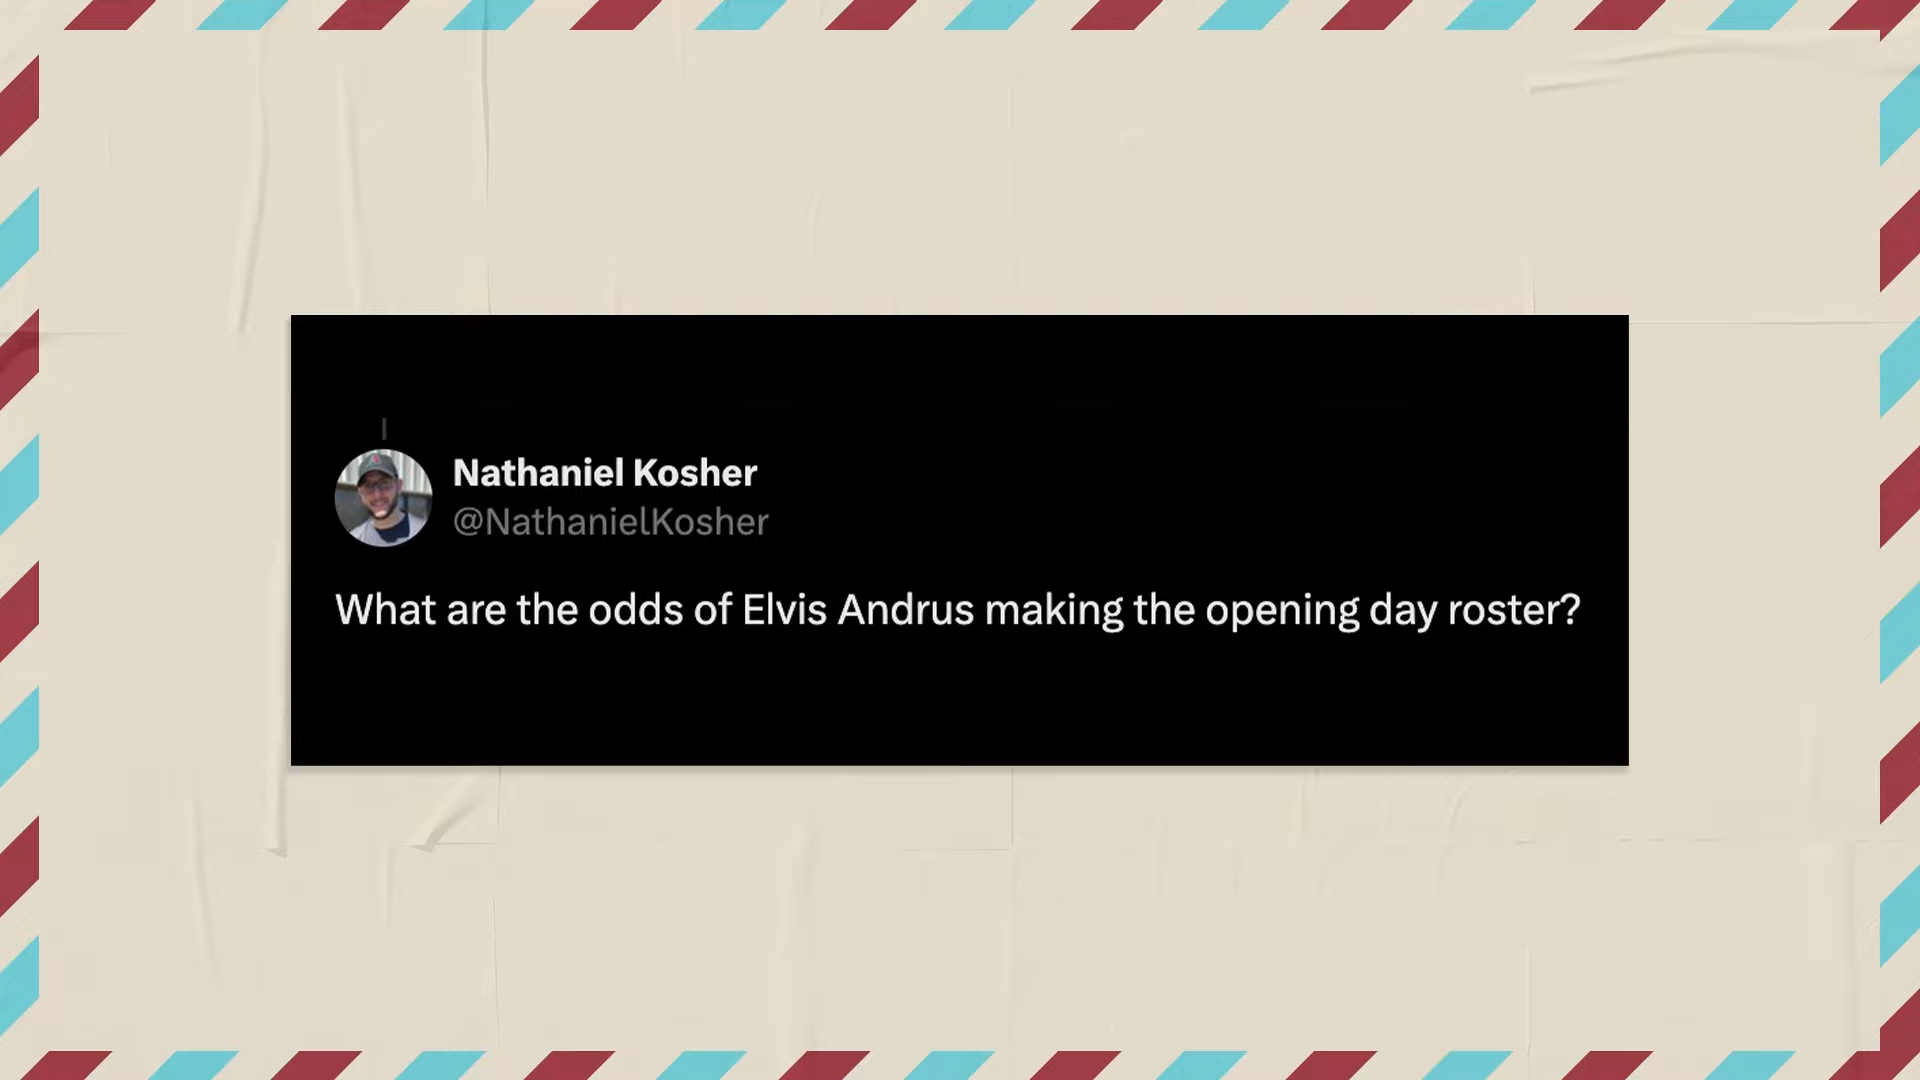 Nathaniel Kosher
@NathanielKosher
What are the odds of Elvis Andrus making the opening day roster?